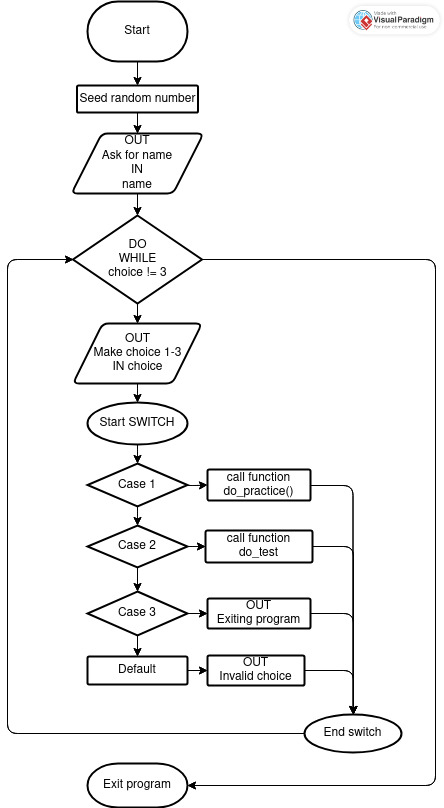 Start
Made with
VisualParadigm
For non-commercial use
Seed random number
OUT
Ask for name
IN
name
DO
WHILE
choice != 3
OUT
Make choice 1-3
IN choice
Start SWITCH
Case 1
call function
do_practice()
Case 2
call function
do_test
Case 3
OUT
Exiting program
Default
OUT
Invalid choice
End switch
Exit program